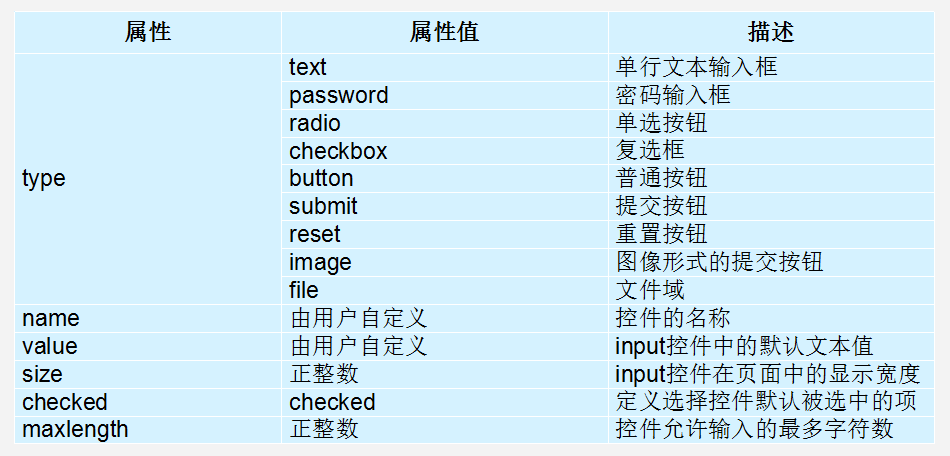 属性 属性值 描述
text 单行文本输入框
password 密码输入框
radio 单选按钮
checkbox 复选框
type button 普通按钮
submit 提交按钮
reset 重置按钮
image 图像形式的提交按钮
file 文件域
name 由用户自定义 控件的名称
value 由用户自定义 input控件中的默认文本值
size 正整数 input控件在页面中的显示宽度
checked checked 定义选择控件默认被选中的项
maxlength 正整数 控件允许输入的最多字符数